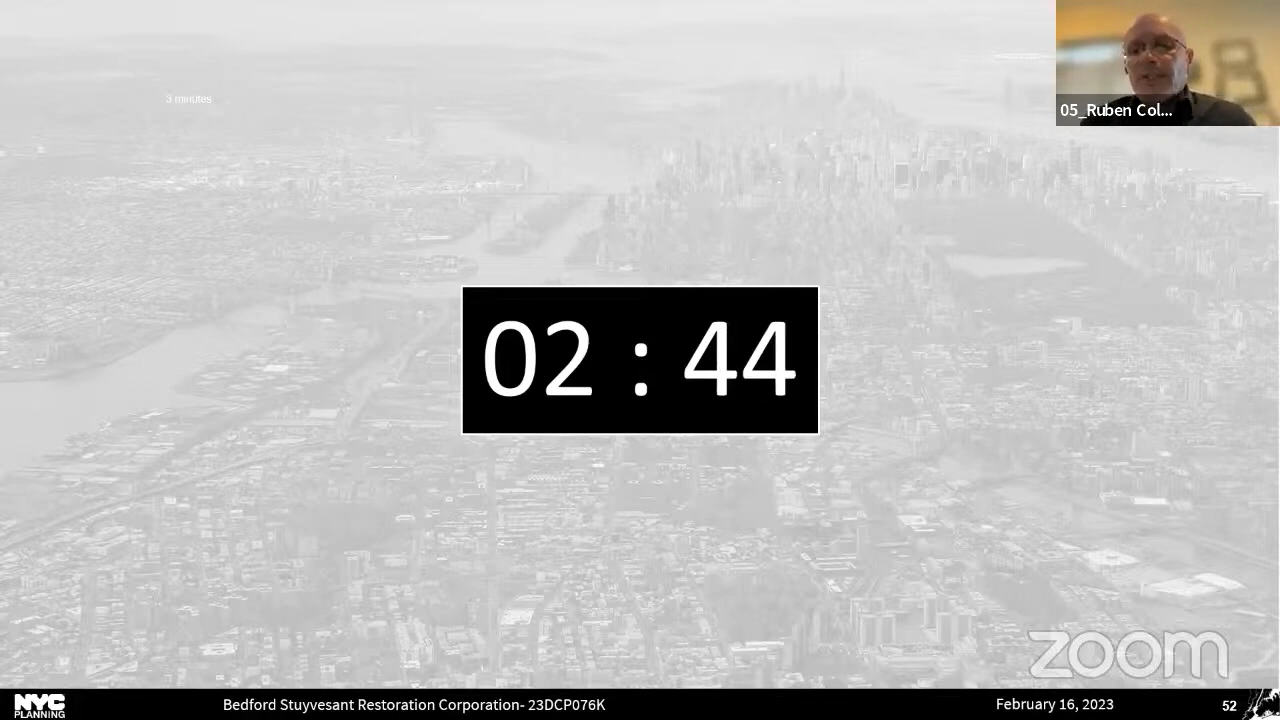 3 minutes
05_Ruben Col...
02 : 44
zoom
NYC
PLANNING
Bedford Stuyvesant Restoration Corporation- 23DCP076K
February 16, 2023
52